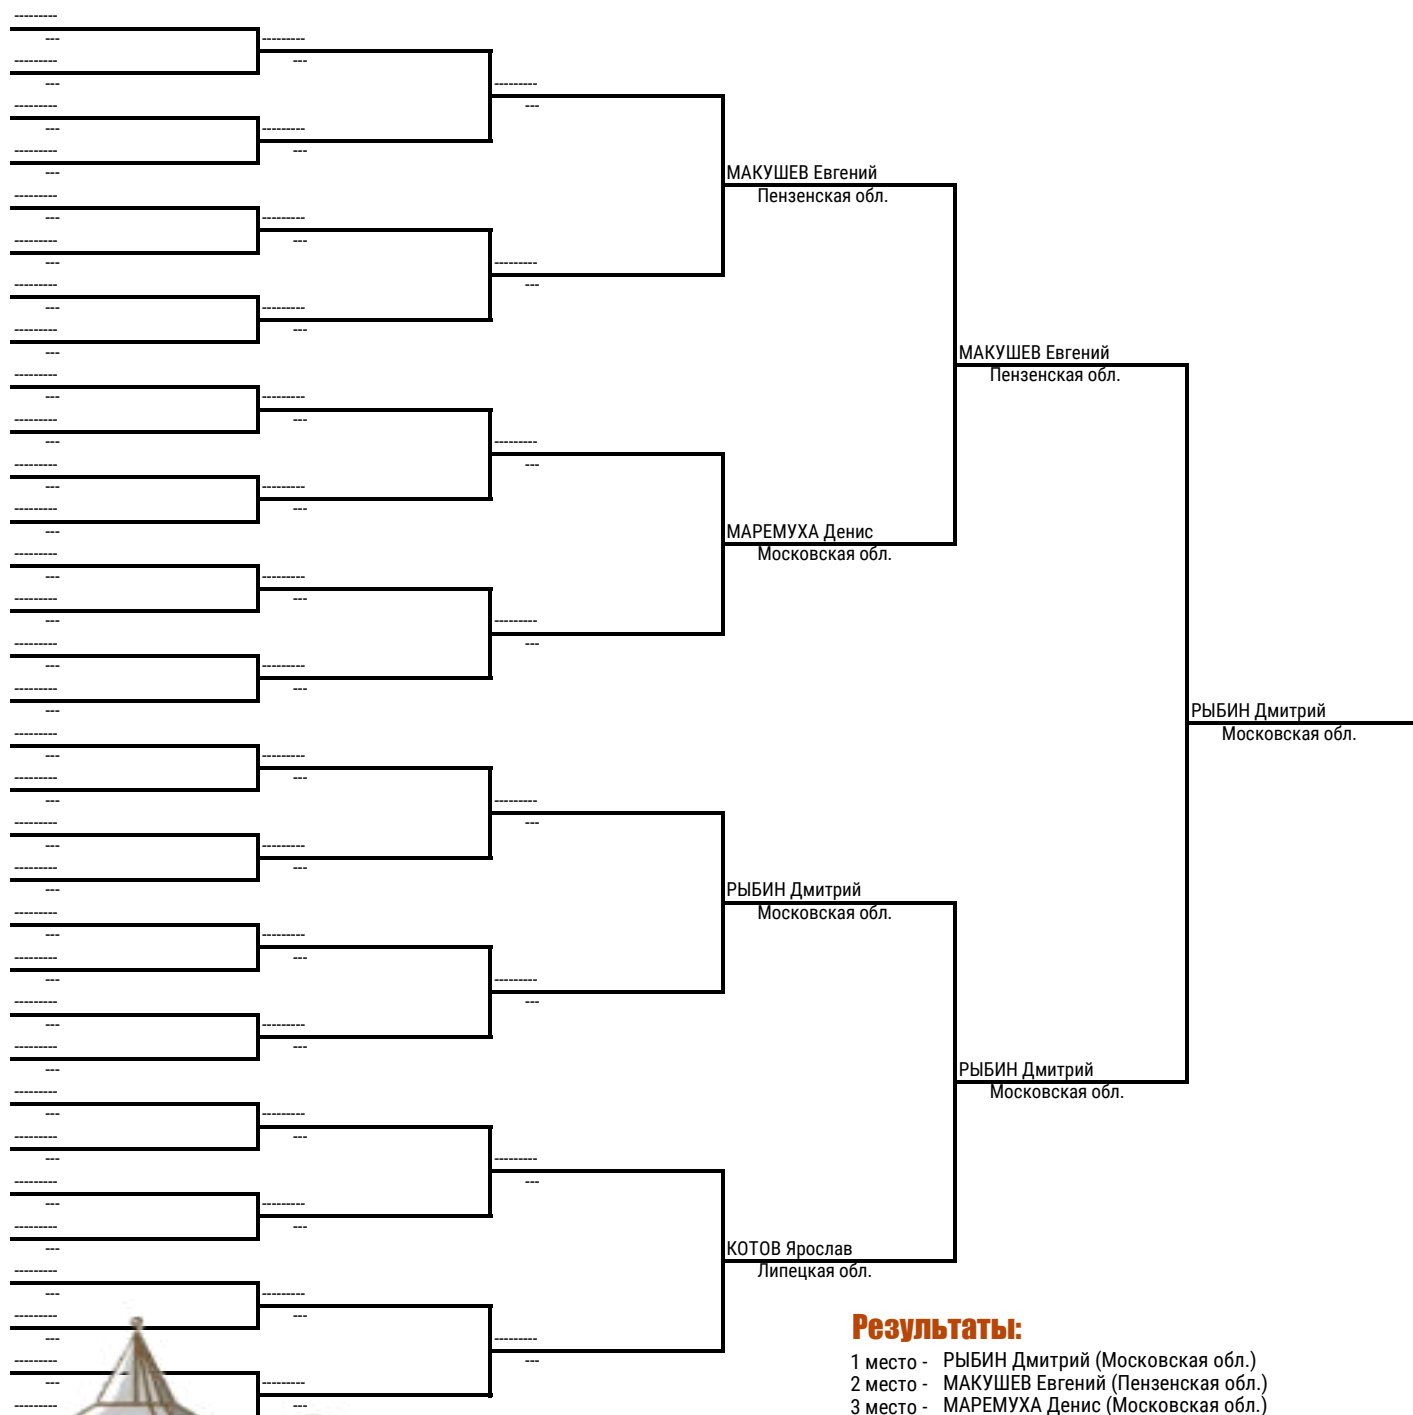 МАКУШЕВ Евгений
Пензенская обл.
МАКУШЕВ Евгений
Пензенская обл.
МАРЕМУХА Денис
Московская обл.
РЫБИН Дмитрий
Московская обл.
РЫБИН Дмитрий
Московская обл.
РЫБИН Дмитрий
Московская обл.
КОТОВ Ярослав
Липецкая обл.
Результаты:
1 место - РЫБИН Дмитрий (Московская обл.)
2 место - МАКУШЕВ Евгений (Пензенская обл.)
3 место - МАРЕМУХА Денис (Московская обл.)